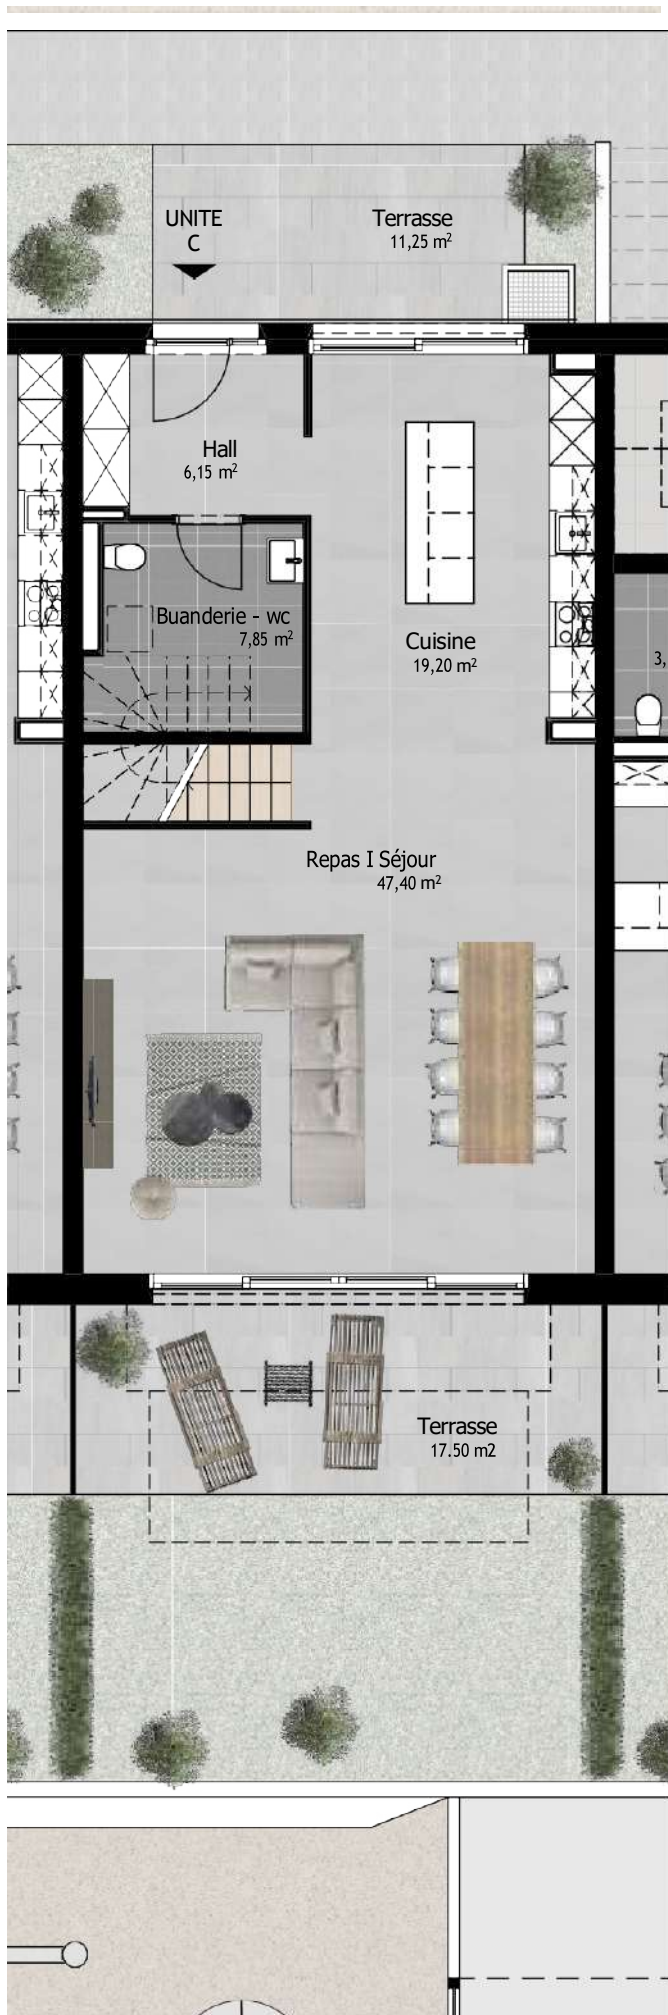 UNITE
C
Terrasse
11,25 m²
Hall
6,15 m²
Buanderie - wc
7,85 m²
Cuisine
19,20 m²
3,
Repas I Séjour
47,40 m²
Terrasse
17.50 m2